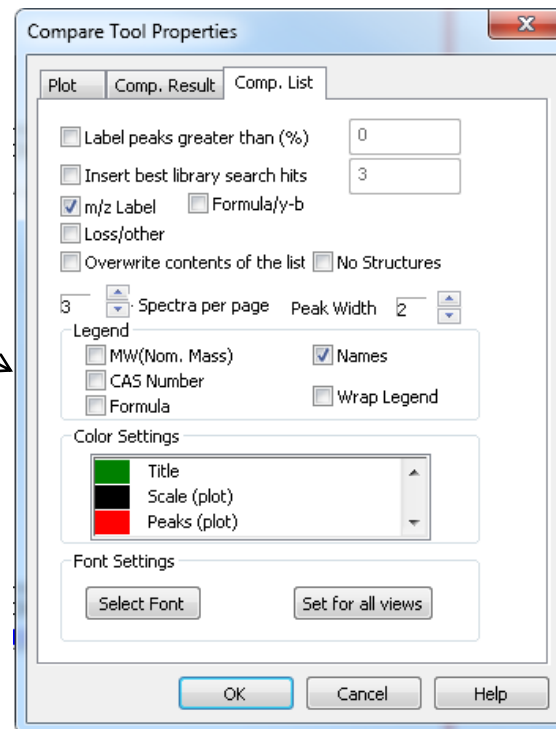 Compare Tool Properties
x
Plot Comp. Result Comp. List
Label peaks greater than (%) 0
Insert best library search hits 3
m/z Label Formula/y-b
Loss/other
Overwrite contents of the list No Structures
3 Spectra per page Peak Width 2
Legend
MW(Nom. Mass) Names
CAS Number
Wrap Legend
Formula
Color Settings
Title
Scale (plot)
Peaks (plot)
Font Settings
Select Font Set for all views
OK Cancel Help